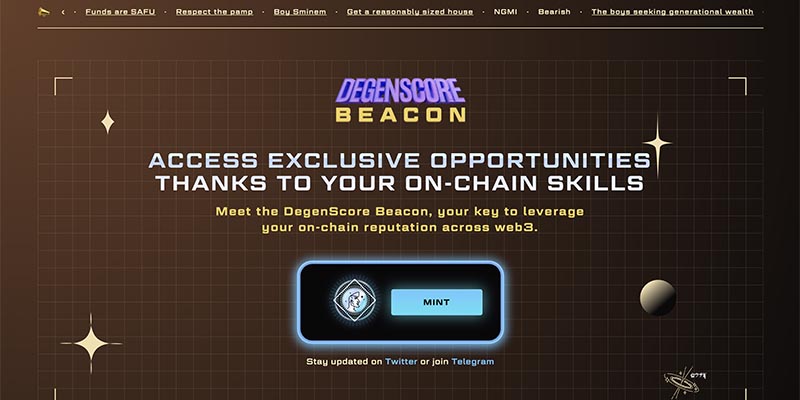 ‹ · Funds are SAFU · Respect the pamp · Boy Sminem · Get a reasonably sized house · NGMI · Bearish · The boys seeking generational wealth ·
DEGENSCORE
BEACON
ACCESS EXCLUSIVE OPPORTUNITIES
THANKS TO YOUR ON-CHAIN SKILLS
Meet the DegenScore Beacon, your key to leverage
your on-chain reputation across web3.
MINT
Stay updated on Twitter or join Telegram